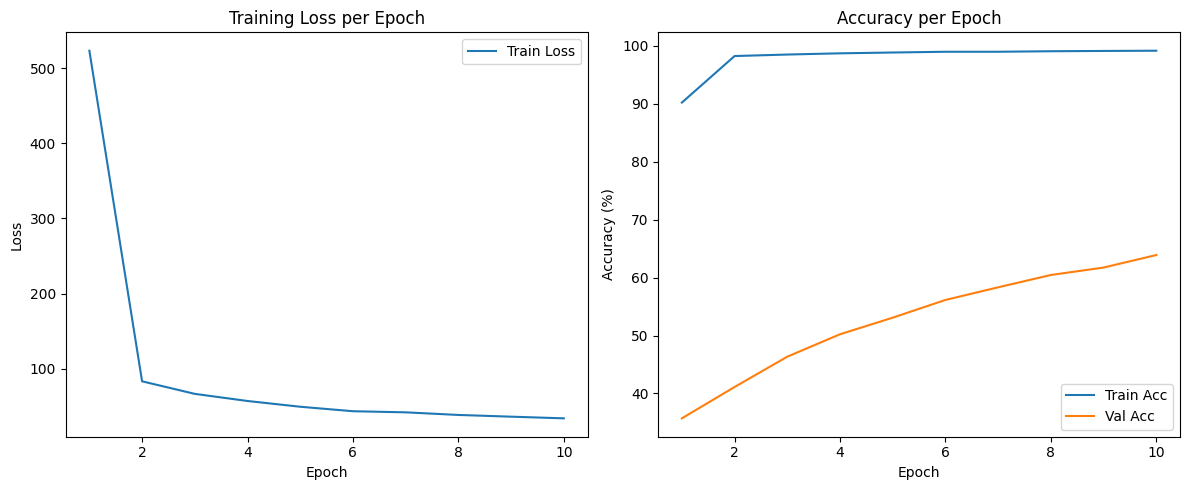 Training Loss per Epoch
Train Loss
500
400
300
200
100
Loss
2
4
6
8
10
Epoch
Accuracy per Epoch
100
90
80
70
60
50
40
Accuracy (%)
Train Acc
Val Acc
2
4
6
8
10
Epoch